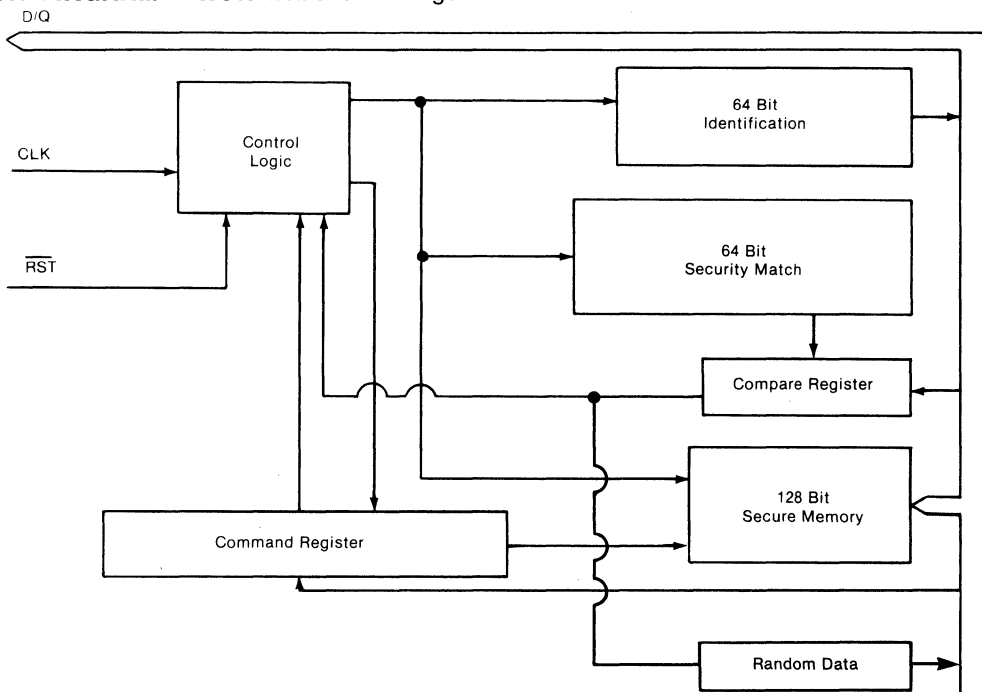 D/Q
64 Bit
Identification
Control
Logic
CLK
64 Bit
Security Match
RST
Compare Register
128 Bit
Secure Memory
Command Register
Random Data